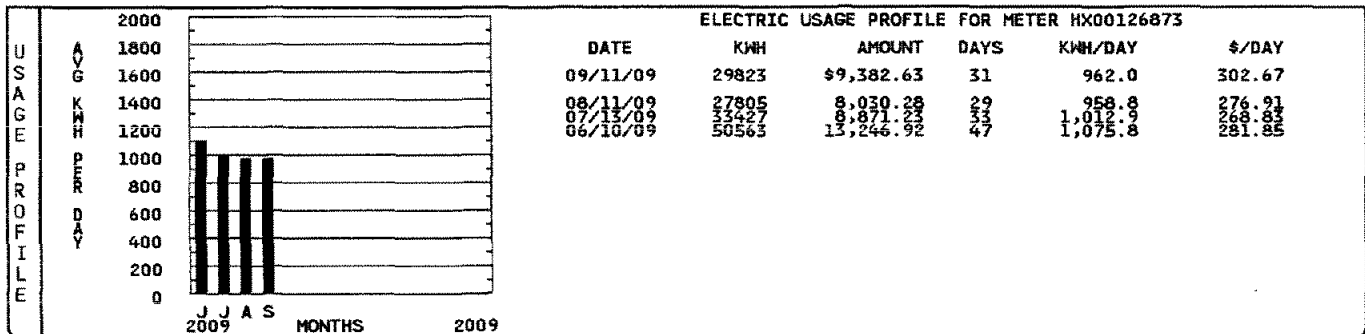 USAGE PROFILE
AVG KWH PER DAY
2000
1800
1600
1400
1200
1000
800
600
400
200
0
J J A S
2009 MONTHS 2009
ELECTRIC USAGE PROFILE FOR METER HX00126873
DATE KWH AMOUNT DAYS KWH/DAY $/DAY
09/11/09 29823 $9,382.63 31 962.0 302.67
08/11/09 27805 8,030.28 29 958.8 276.91
07/13/09 33427 8,871.23 33 1,012.9 268.83
06/10/09 50563 13,246.92 47 1,075.8 281.85